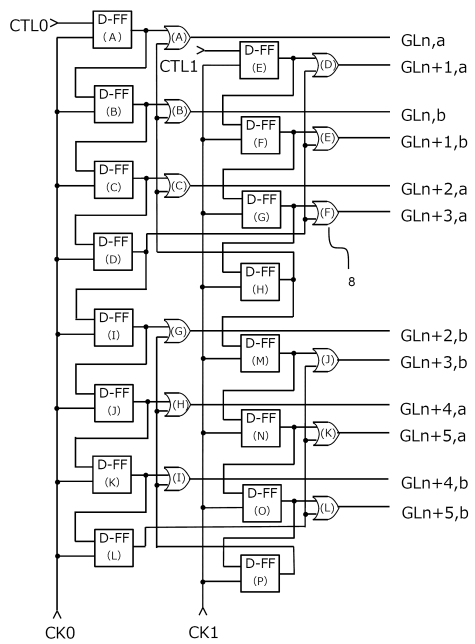 CTL0
D-FF
(A)
(A)
GLn,a
CTL1
D-FF
(E)
(D)
GLn+1,a
D-FF
(B)
(B)
GLn,b
D-FF
(F)
(E)
GLn+1,b
D-FF
(C)
(C)
GLn+2,a
D-FF
(G)
(F)
GLn+3,a
D-FF
(D)
D-FF
(H)
8
D-FF
(I)
(G)
GLn+2,b
D-FF
(M)
(J)
GLn+3,b
D-FF
(J)
(H)
GLn+4,a
D-FF
(N)
(K)
GLn+5,a
D-FF
(K)
(I)
GLn+4,b
D-FF
(O)
(L)
GLn+5,b
D-FF
(L)
D-FF
(P)
CK0
CK1